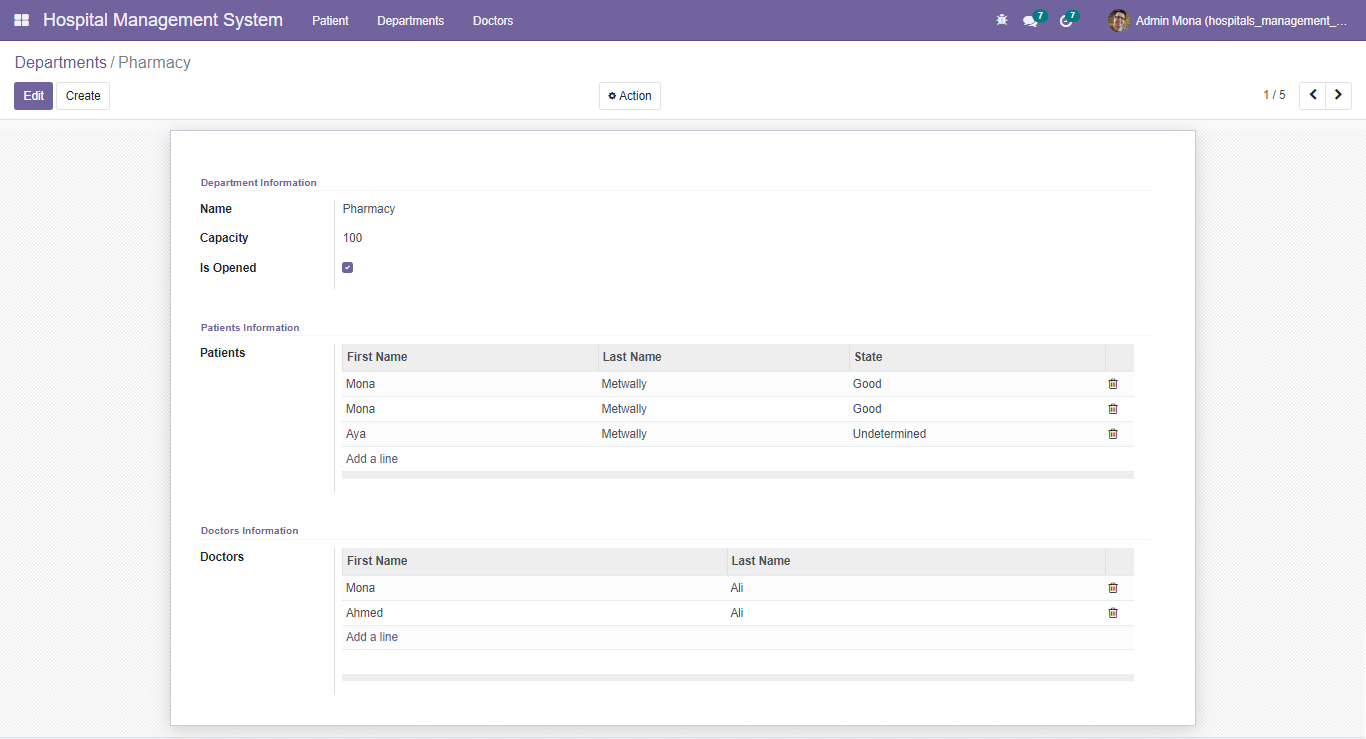 Hospital Management System Patient Departments Doctors 7 7 Admin Mona (hospitals_management_...
Departments / Pharmacy
Edit Create Action 1 / 5
Department Information
Name Pharmacy
Capacity 100
Is Opened
Patients Information
Patients First Name Last Name State
Mona Metwally Good
Mona Metwally Good
Aya Metwally Undetermined
Add a line
Doctors Information
Doctors First Name Last Name
Mona Ali
Ahmed Ali
Add a line